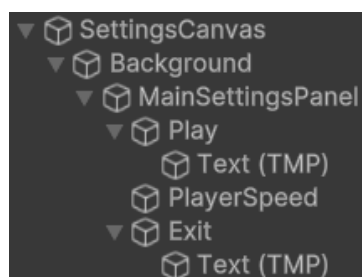 SettingsCanvas
Background
MainSettingsPanel
Play
Text (TMP)
PlayerSpeed
Exit
Text (TMP)